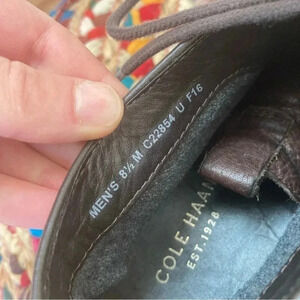 MEN'S 8½ M C22854 U F16
COLE HAAN
EST. 1928